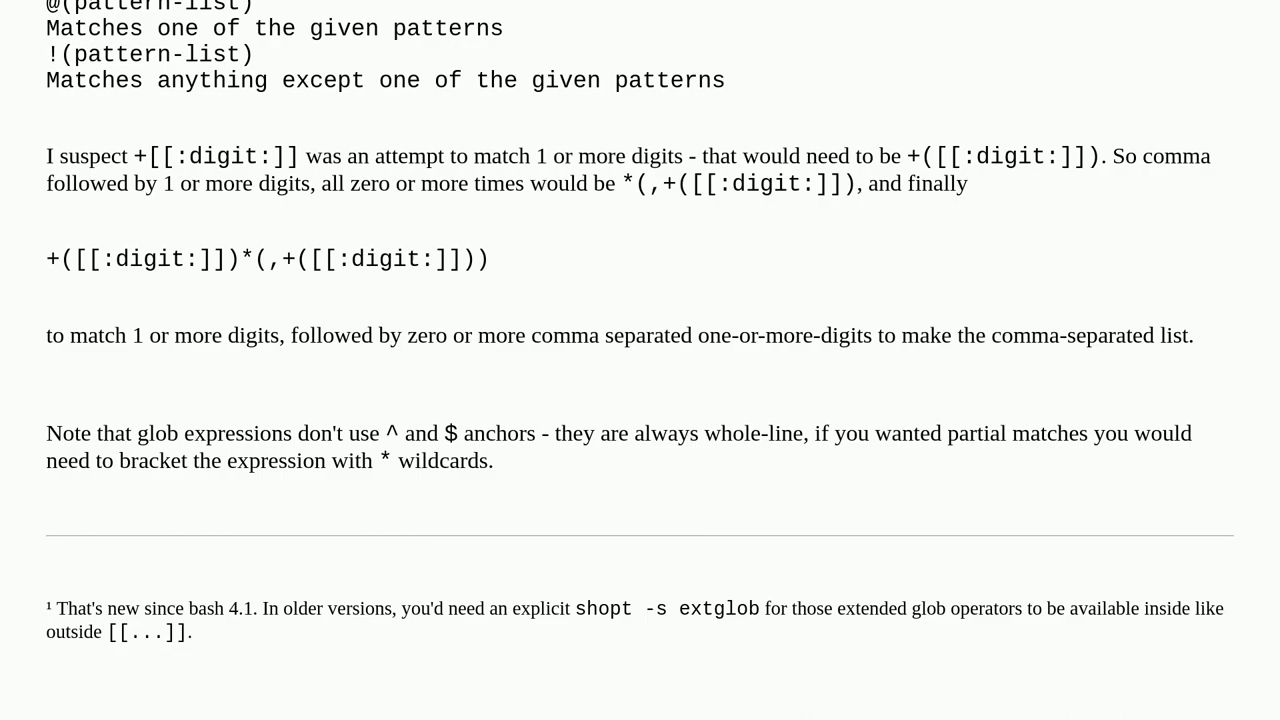 @(pattern-list)
Matches one of the given patterns
!(pattern-list)
Matches anything except one of the given patterns
I suspect +[[:digit:]] was an attempt to match 1 or more digits - that would need to be +([[:digit:]]). So comma
followed by 1 or more digits, all zero or more times would be *(,+([[:digit:]]), and finally
+([[:digit:]])*(,+([[:digit:]]))
to match 1 or more digits, followed by zero or more comma separated one-or-more-digits to make the comma-separated list.
Note that glob expressions don't use ^ and $ anchors - they are always whole-line, if you wanted partial matches you would
need to bracket the expression with * wildcards.
¹ That's new since bash 4.1. In older versions, you'd need an explicit shopt -s extglob for those extended glob operators to be available inside like
outside [[...]].